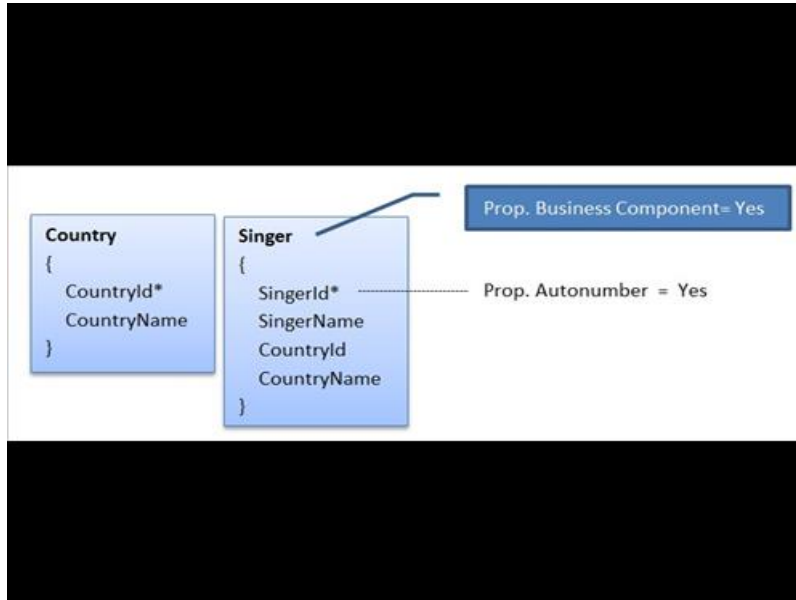 Country
{
CountryId*
CountryName
}
Singer
{
SingerId*
SingerName
CountryId
CountryName
}
Prop. Business Component= Yes
Prop. Autonumber = Yes